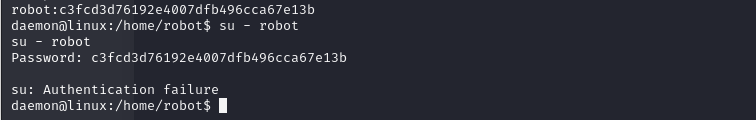 robot:c3fcd3d76192e4007dfb496cca67e13b
daemon@linux:/home/robot$ su - robot
su - robot
Password: c3fcd3d76192e4007dfb496cca67e13b
su: Authentication failure
daemon@linux:/home/robot$